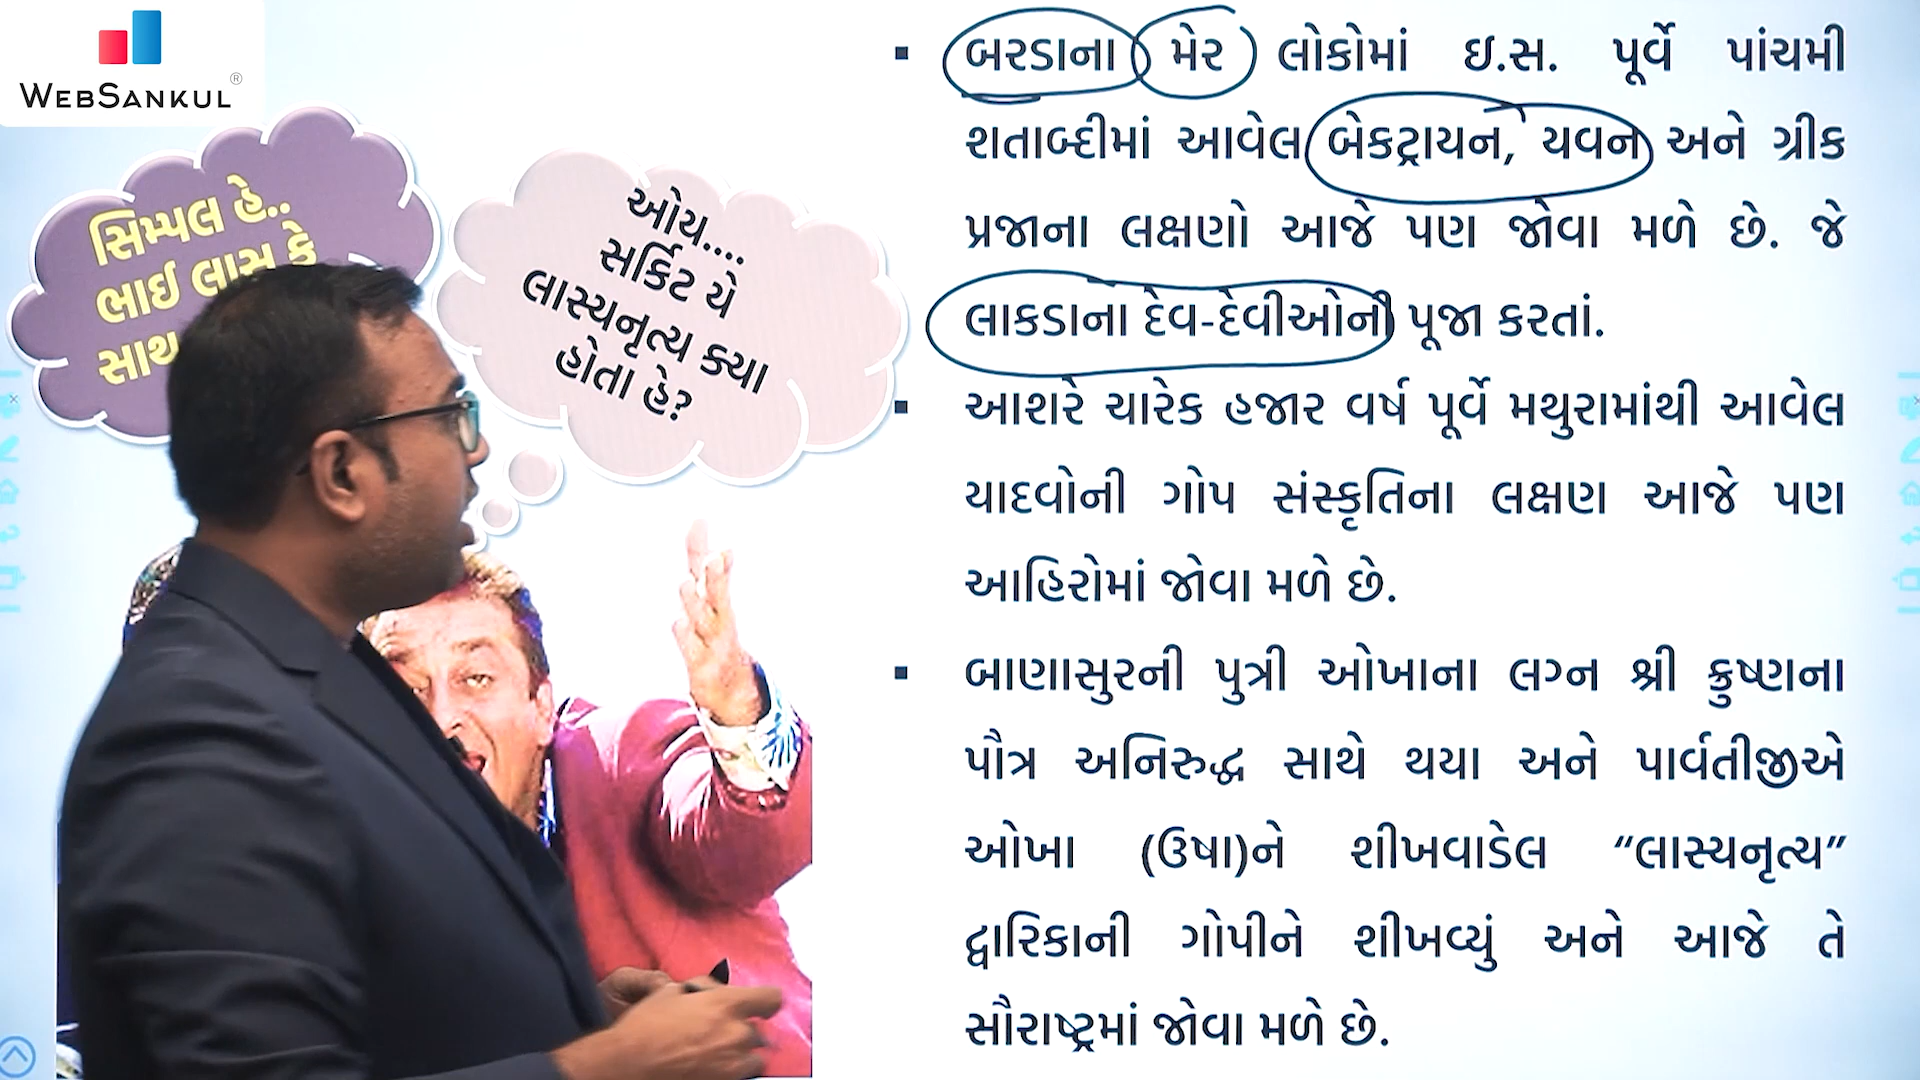 WEBSANKUL®
સિમ્પલ હે..
ભાઈ લાસ કે
સાથ
ઓય....
સર્કિટ યે
લાસ્યનૃત્ય ક્યા
હોતા હે?
▪ બરડાના મેર લોકોમાં ઇ.સ. પૂર્વે પાંચમી
શતાબ્દીમાં આવેલ બેક્ટ્રાયન, યવન અને ગ્રીક
પ્રજાના લક્ષણો આજે પણ જોવા મળે છે. જે
લાકડાના દેવ-દેવીઓની પૂજા કરતાં.
▪ આશરે ચારેક હજાર વર્ષ પૂર્વે મથુરામાંથી આવેલ
યાદવોની ગોપ સંસ્કૃતિના લક્ષણ આજે પણ
આહિરોમાં જોવા મળે છે.
▪ બાણાસુરની પુત્રી ઓખાના લગ્ન શ્રી ક્રુષ્ણના
પૌત્ર અનિરુદ્ધ સાથે થયા અને પાર્વતીજીએ
ઓખા (ઉષા)ને શીખવાડેલ “લાસ્યનૃત્ય”
દ્વારિકાની ગોપીને શીખવ્યું અને આજે તે
સૌરાષ્ટ્રમાં જોવા મળે છે.